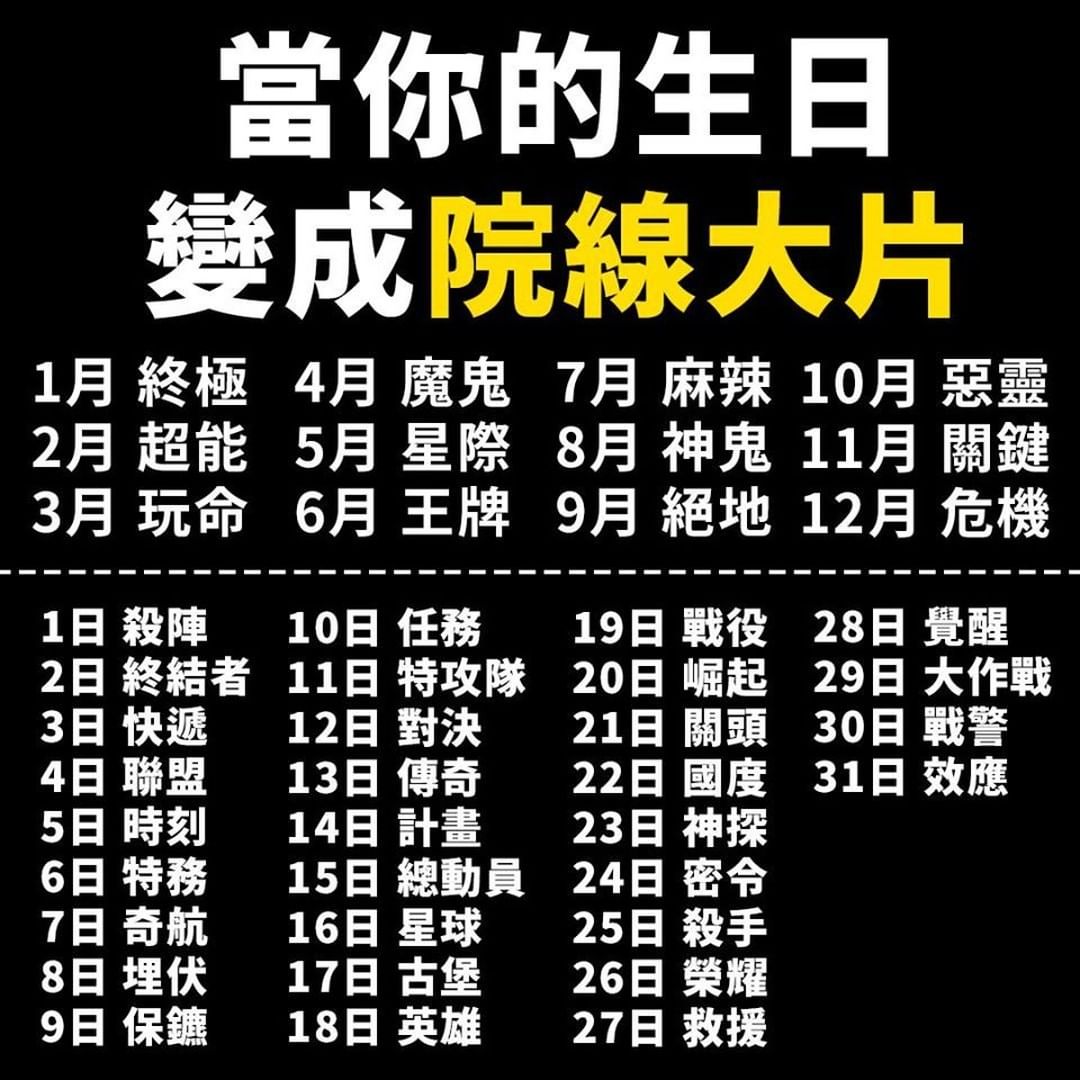 當你的生日
變成院線大片
1月 終極 4月 魔鬼 7月 麻辣 10月 惡靈
2月 超能 5月 星際 8月 神鬼 11月 關鍵
3月 玩命 6月 王牌 9月 絕地 12月 危機
1日 殺陣 10日 任務 19日 戰役 28日 覺醒
2日 終結者 11日 特攻隊 20日 崛起 29日 大作戰
3日 快遞 12日 對決 21日 關頭 30日 戰警
4日 聯盟 13日 傳奇 22日 國度 31日 效應
5日 時刻 14日 計畫 23日 神探
6日 特務 15日 總動員 24日 密令
7日 奇航 16日 星球 25日 殺手
8日 埋伏 17日 古堡 26日 榮耀
9日 保鑣 18日 英雄 27日 救援